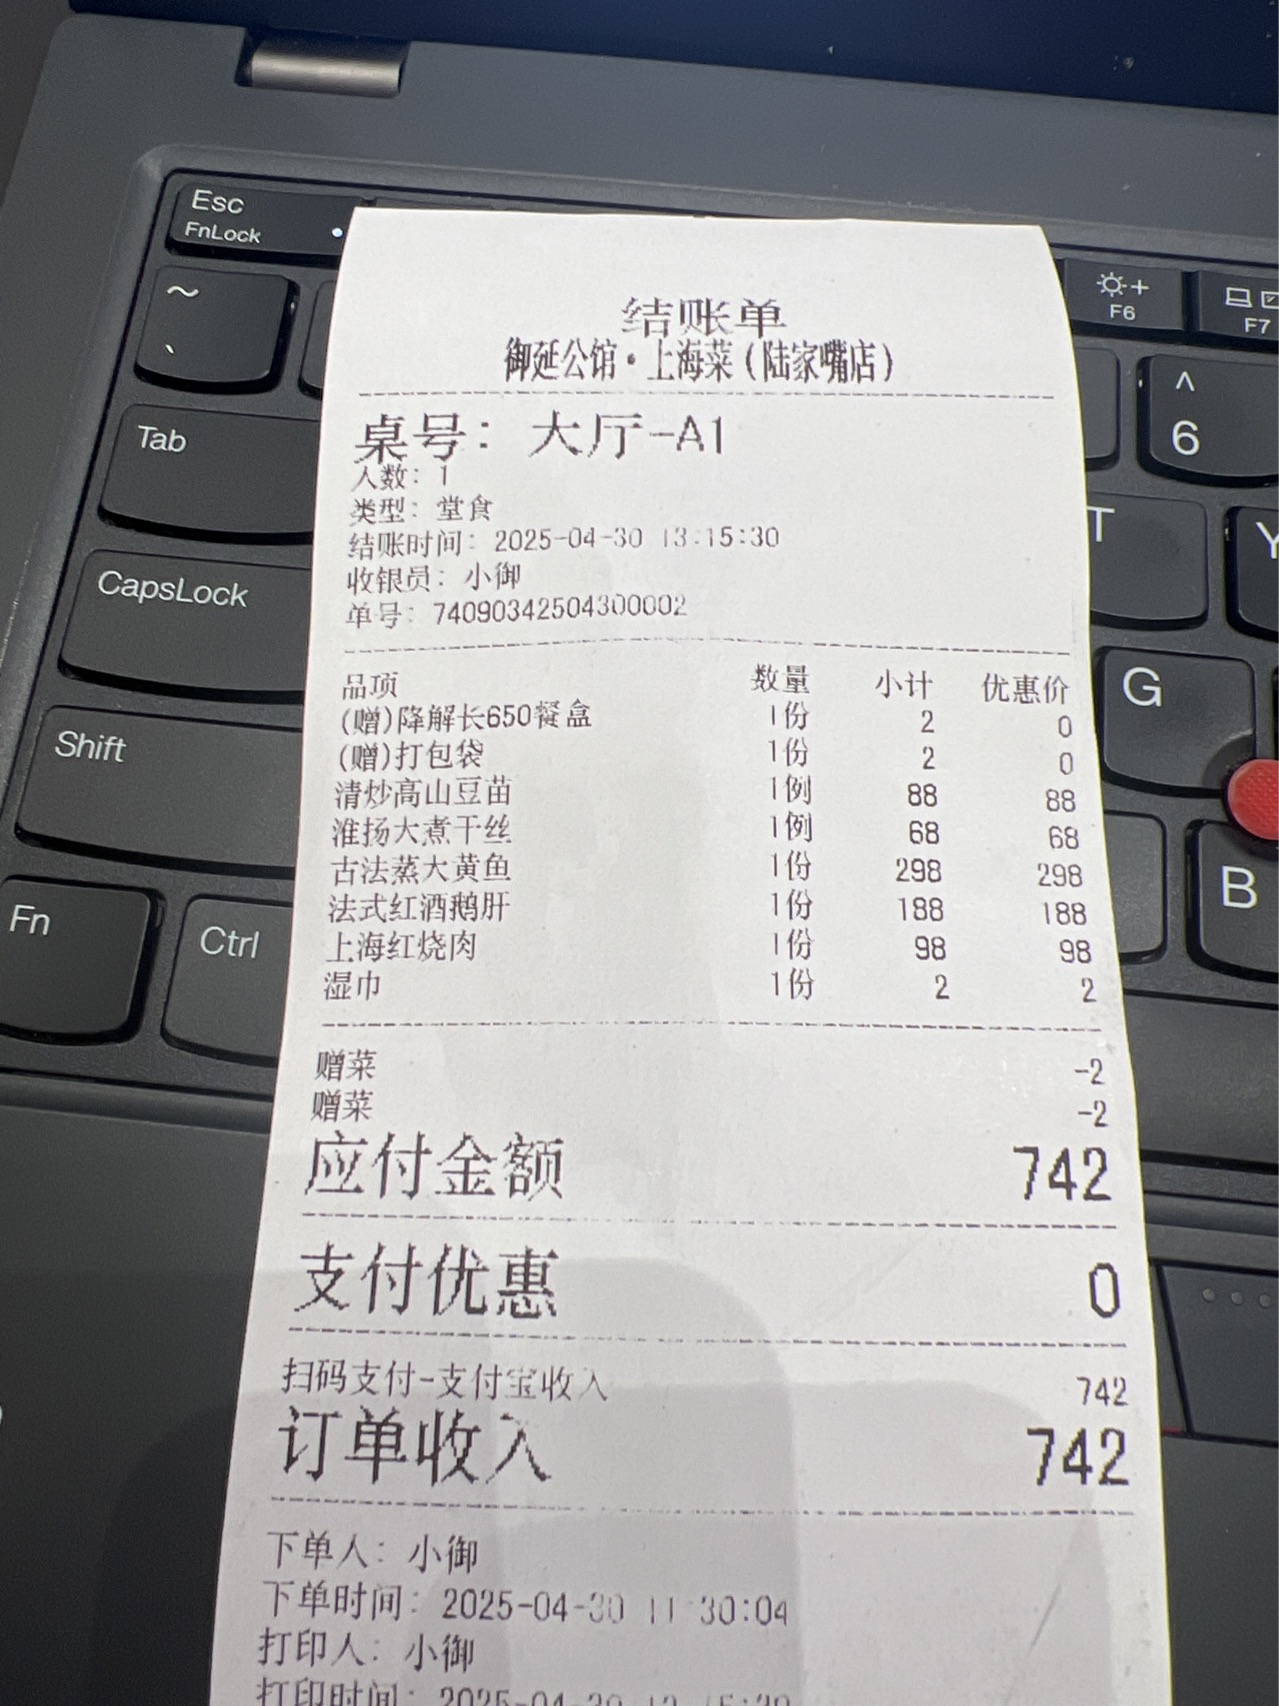 Esc
FnLock
F6
F7
~
、
^
6
Tab
T
Y
CapsLock
G
Shift
B
Fn
Ctrl
结账单
御延公馆·上海菜(陆家嘴店)
桌号: 大厅-A1
人数: 1
类型: 堂食
结账时间: 2025-04-30 13:15:30
收银员: 小御
单号: 74090342504300002
品项 数量 小计 优惠价
(赠)降解长650餐盒 1份 2 0
(赠)打包袋 1份 2 0
清炒高山豆苗 1例 88 88
淮扬大煮干丝 1例 68 68
古法蒸大黄鱼 1份 298 298
法式红酒鹅肝 1份 188 188
上海红烧肉 1份 98 98
湿巾 1份 2 2
赠菜 -2
赠菜 -2
应付金额 742
支付优惠 0
扫码支付-支付宝收入 742
订单收入 742
下单人: 小御
下单时间: 2025-04-30 11:30:04
打印人: 小御
打印时间: